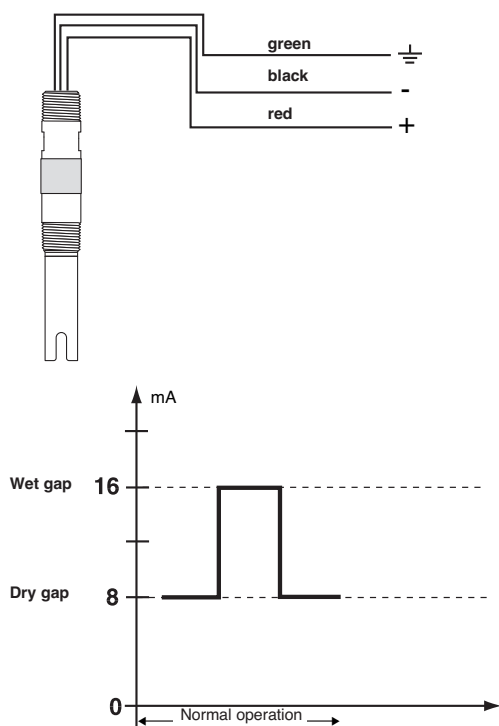 green
black
-
red
+
mA
Wet gap 16
Dry gap 8
0
Normal operation